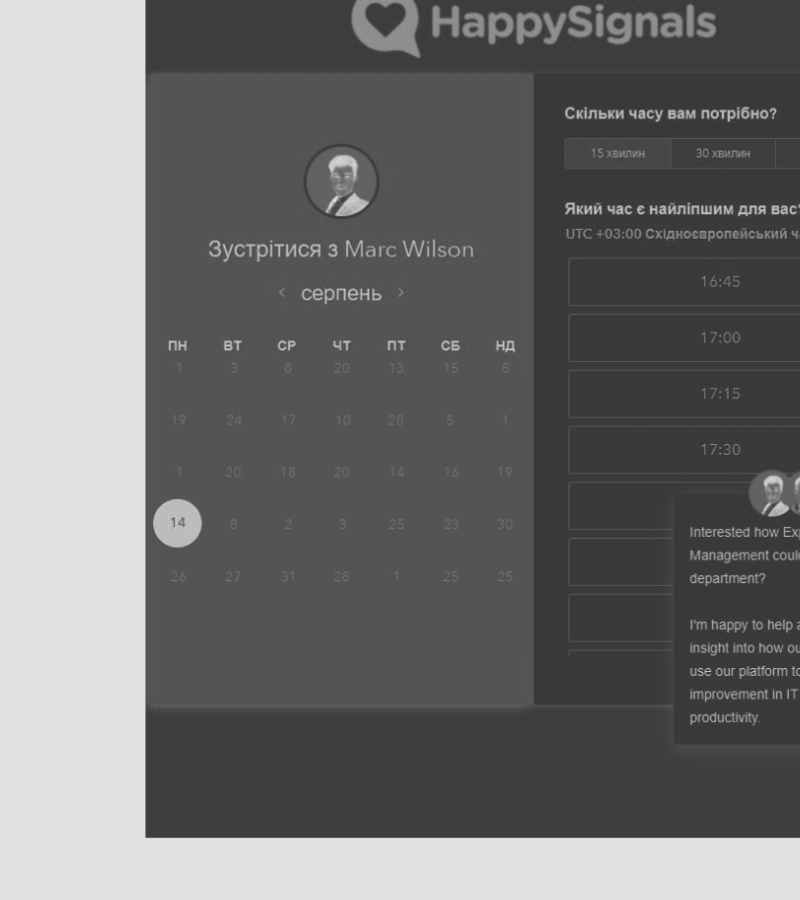 HappySignals
Зустрітися з Marc Wilson
‹ серпень ›
ПН ВТ СР ЧТ ПТ СБ НД
1 3 8 20 13 15 8
19 24 17 10 28 5 1
1 20 18 20 14 16 19
14 8 2 3 25 23 30
26 27 31 28 1 25 25
Скільки часу вам потрібно?
15 хвилин 30 хвилин
Який час є найліпшим для вас?
UTC +03:00 Східноєвропейський
16:45
17:00
17:15
17:30
Interested how
Management
department?
I'm happy to help
insight into how
use our platform
improvement in IT
productivity.